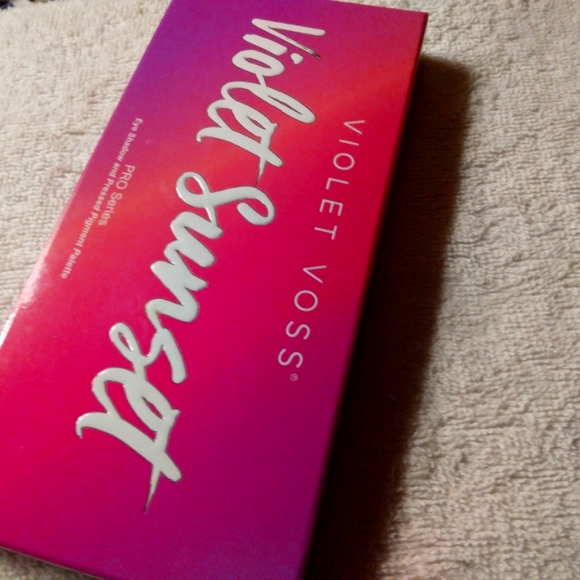 VIOLET VOSS®
Violet Sunset
PRO Series
Eye Shadow and Pressed Pigment Palette